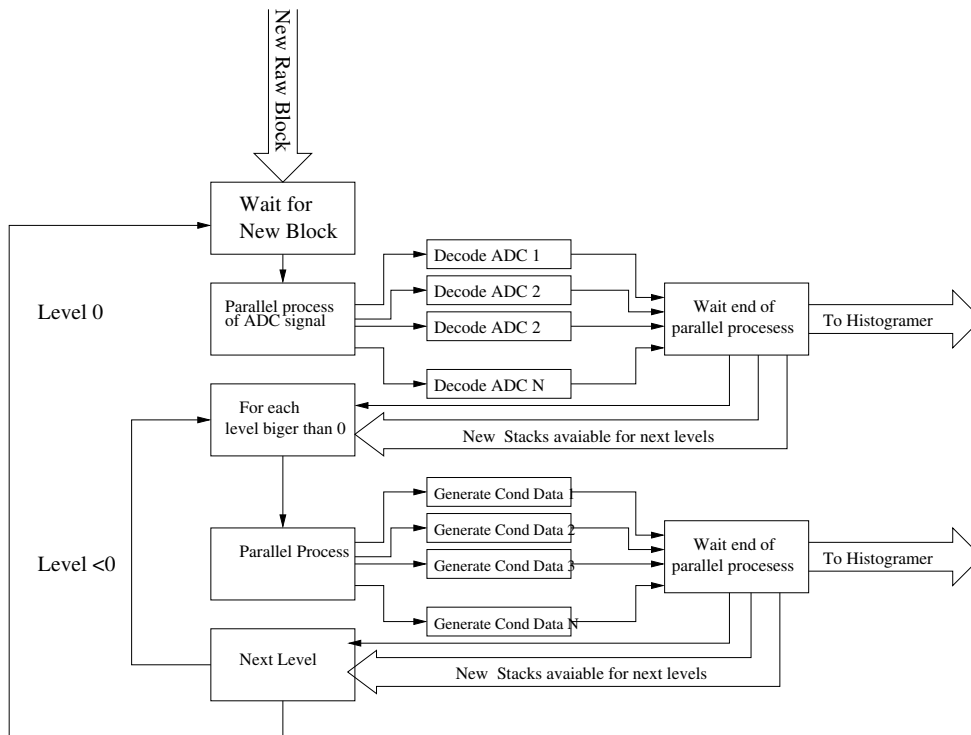 New Raw Block
Wait for
New Block
Level 0
Parallel process
of ADC signal
Decode ADC 1
Decode ADC 2
Decode ADC 2
Decode ADC N
Wait end of
parallel procesess
To Histogramer
For each
level biger than 0
New Stacks avaiable for next levels
Level <0
Parallel Process
Generate Cond Data 1
Generate Cond Data 2
Generate Cond Data 3
Generate Cond Data N
Wait end of
parallel procesess
To Histogramer
Next Level
New Stacks avaiable for next levels